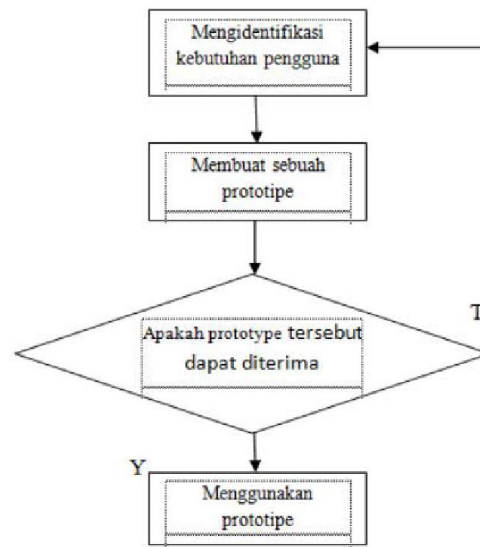 Mengidentifikasi
kebutuhan pengguna
Membuat sebuah
prototipe
T
Apakah prototype tersebut
dapat diterima
Y
Menggunakan
prototipe